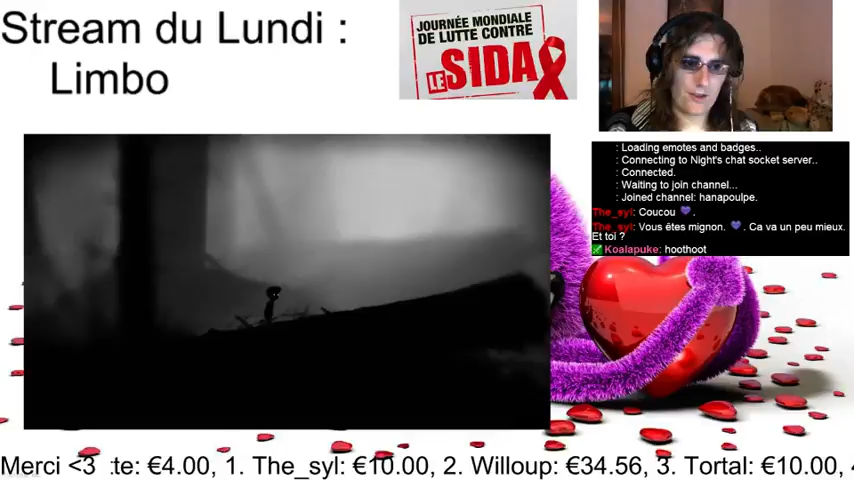 Stream du Lundi :
Limbo
JOURNÉE MONDIALE
DE LUTTE CONTRE
LE SIDA
: Loading emotes and badges..
: Connecting to Night's chat socket server..
: Connected.
: Waiting to join channel...
: Joined channel: hanapoulpe.
The_syl: Coucou 💜.
The_syl: Vous êtes mignon. 💜. Ca va un peu mieux.
Et toi ?
Koalapuke: hoothoot
Merci <3 te: €4.00, 1. The_syl: €10.00, 2. Willoup: €34.56, 3. Tortal: €10.00,